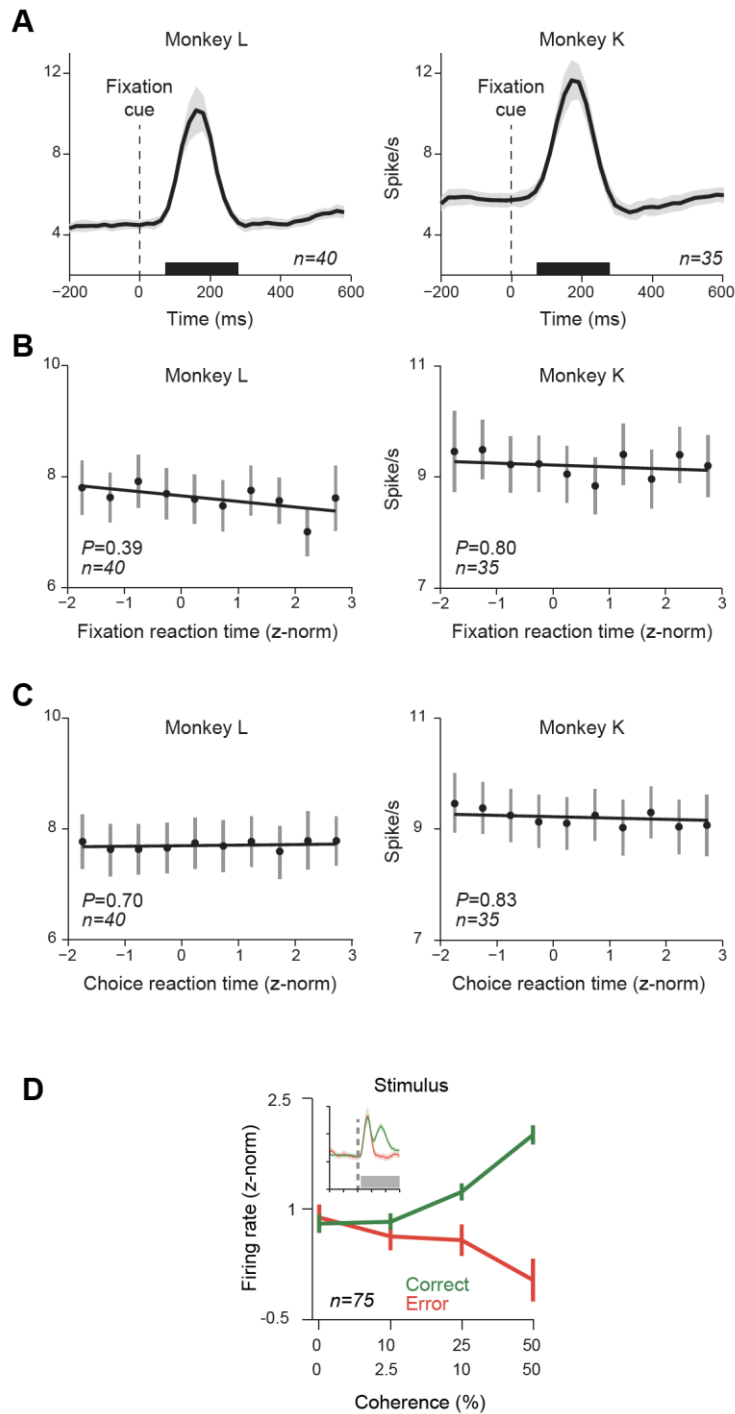 A
Monkey L
Monkey K
12
8
4
Fixation
cue
n=40
−200 0 200 400 600
Time (ms)
Spike/s
12
8
4
Fixation
cue
n=35
−200 0 200 400 600
Time (ms)
B
Monkey L
10
8
6
P=0.39
n=40
−2 −1 0 1 2 3
Fixation reaction time (z-norm)
Monkey K
Spike/s
11
9
7
P=0.80
n=35
−2 −1 0 1 2 3
Fixation reaction time (z-norm)
C
Monkey L
10
8
6
P=0.70
n=40
−2 −1 0 1 2 3
Choice reaction time (z-norm)
Monkey K
Spike/s
11
9
7
P=0.83
n=35
−2 −1 0 1 2 3
Choice reaction time (z-norm)
D
Stimulus
Firing rate (z-norm)
2.5
1
-0.5
Correct
Error
n=75
0 10 25 50
0 2.5 10 50
Coherence (%)